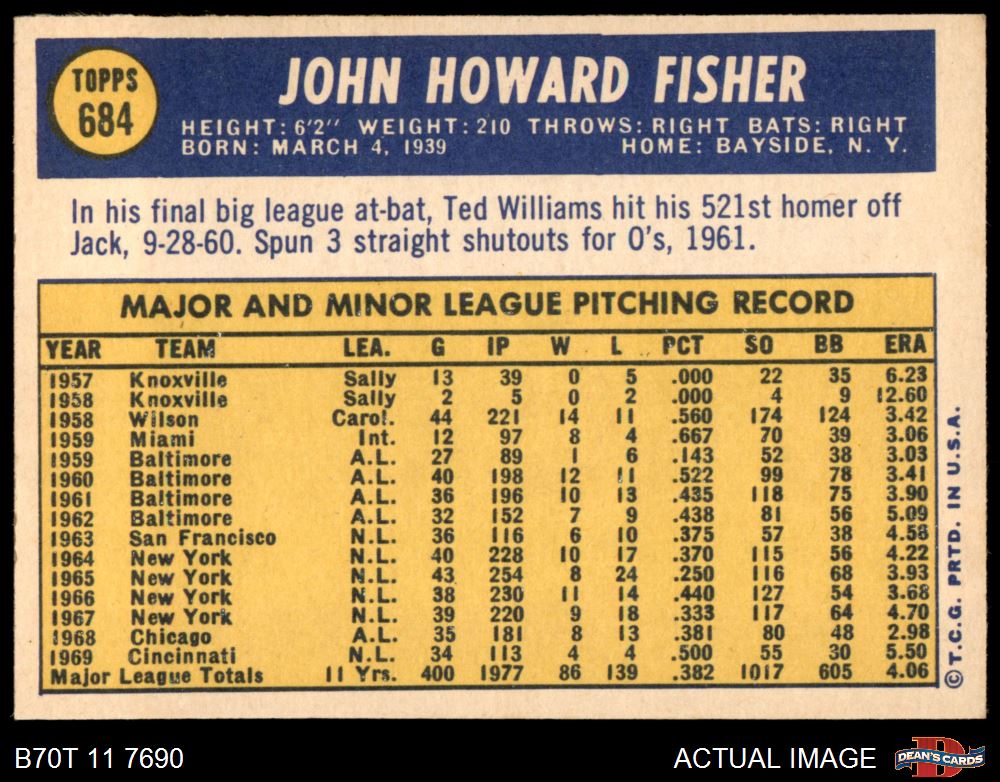 TOPPS
684
JOHN HOWARD FISHER
HEIGHT: 6'2" WEIGHT: 210 THROWS: RIGHT BATS: RIGHT
BORN: MARCH 4, 1939 HOME: BAYSIDE, N. Y.
In his final big league at-bat, Ted Williams hit his 521st homer off
Jack, 9-28-60. Spun 3 straight shutouts for O's, 1961.
MAJOR AND MINOR LEAGUE PITCHING RECORD
YEAR TEAM LEA. G IP W L PCT SO BB ERA
1957 Knoxville Sally 13 39 0 5 .000 22 35 6.23
1958 Knoxville Sally 2 5 0 2 .000 4 9 12.60
1958 Wilson Carol. 44 221 14 11 .560 174 124 3.42
1959 Miami Int. 12 97 8 4 .667 70 39 3.06
1959 Baltimore A.L. 27 89 1 6 .143 52 38 3.03
1960 Baltimore A.L. 40 198 12 11 .522 99 78 3.41
1961 Baltimore A.L. 36 196 10 13 .435 118 75 3.90
1962 Baltimore A.L. 32 152 7 9 .438 81 56 5.09
1963 San Francisco N.L. 36 116 6 10 .375 57 38 4.58
1964 New York N.L. 40 228 10 17 .370 115 56 4.22
1965 New York N.L. 43 254 8 24 .250 116 68 3.93
1966 New York N.L. 38 230 11 14 .440 127 54 3.68
1967 New York N.L. 39 220 9 18 .333 117 64 4.70
1968 Chicago A.L. 35 181 8 13 .381 80 48 2.98
1969 Cincinnati N.L. 34 113 4 4 .500 55 30 5.50
Major League Totals 11 Yrs. 400 1977 86 139 .382 1017 605 4.06
© T.C.G. PRTD. IN U.S.A.
B70T 11 7690
ACTUAL IMAGE
D
DEAN'S CARDS